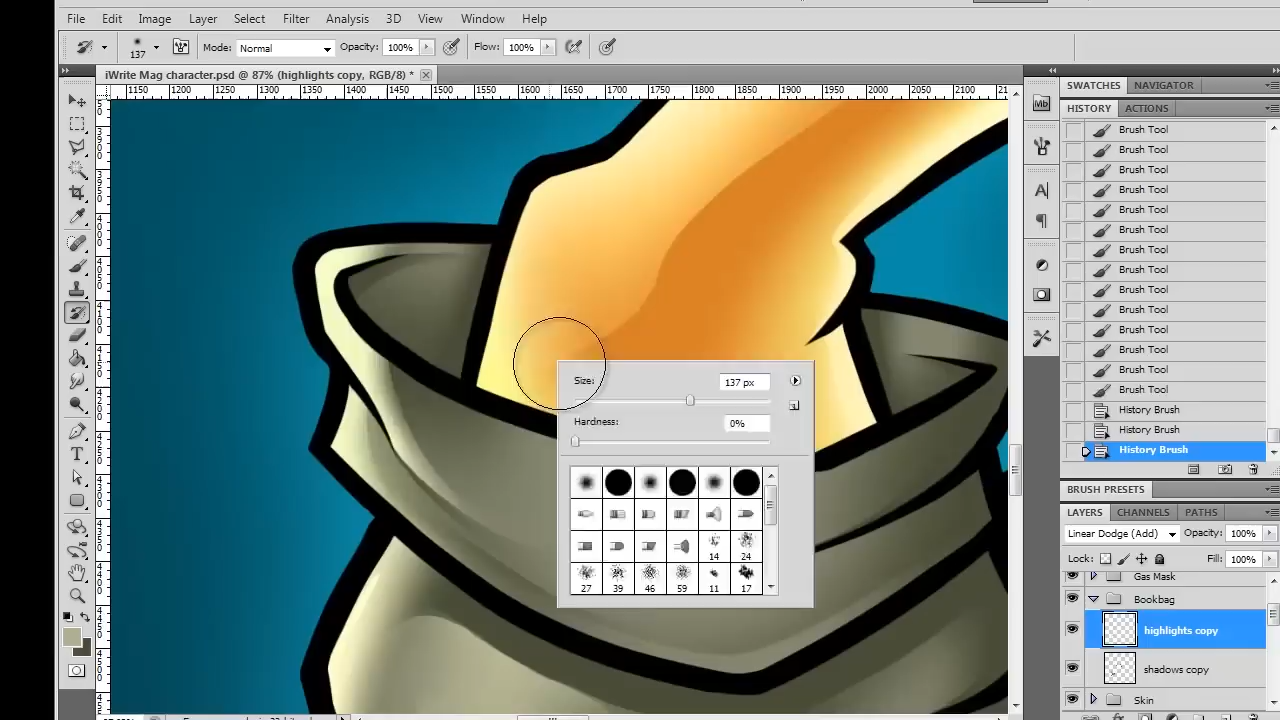 File Edit Image Layer Select Filter Analysis 3D View Window Help
137 Mode: Normal Opacity: 100% Flow: 100%
iWrite Mag character.psd @ 87% (highlights copy, RGB/8) *
1150 1200 1250 1300 1350 1400 1450 1500 1550 1600 1650 1700 1750 1800 1850 1900 1950 2000 2050
SWATCHES NAVIGATOR
HISTORY ACTIONS
Brush Tool
Brush Tool
Brush Tool
Brush Tool
Brush Tool
Brush Tool
Brush Tool
Brush Tool
Brush Tool
Brush Tool
Brush Tool
Brush Tool
Brush Tool
Brush Tool
History Brush
History Brush
History Brush
Size: 137 px
Hardness: 0%
14 24
27 39 46 59 11 17
BRUSH PRESETS
LAYERS CHANNELS PATHS
Linear Dodge (Add) Opacity: 100%
Lock: Fill: 100%
Gas Mask
Bookbag
highlights copy
shadows copy
Skin